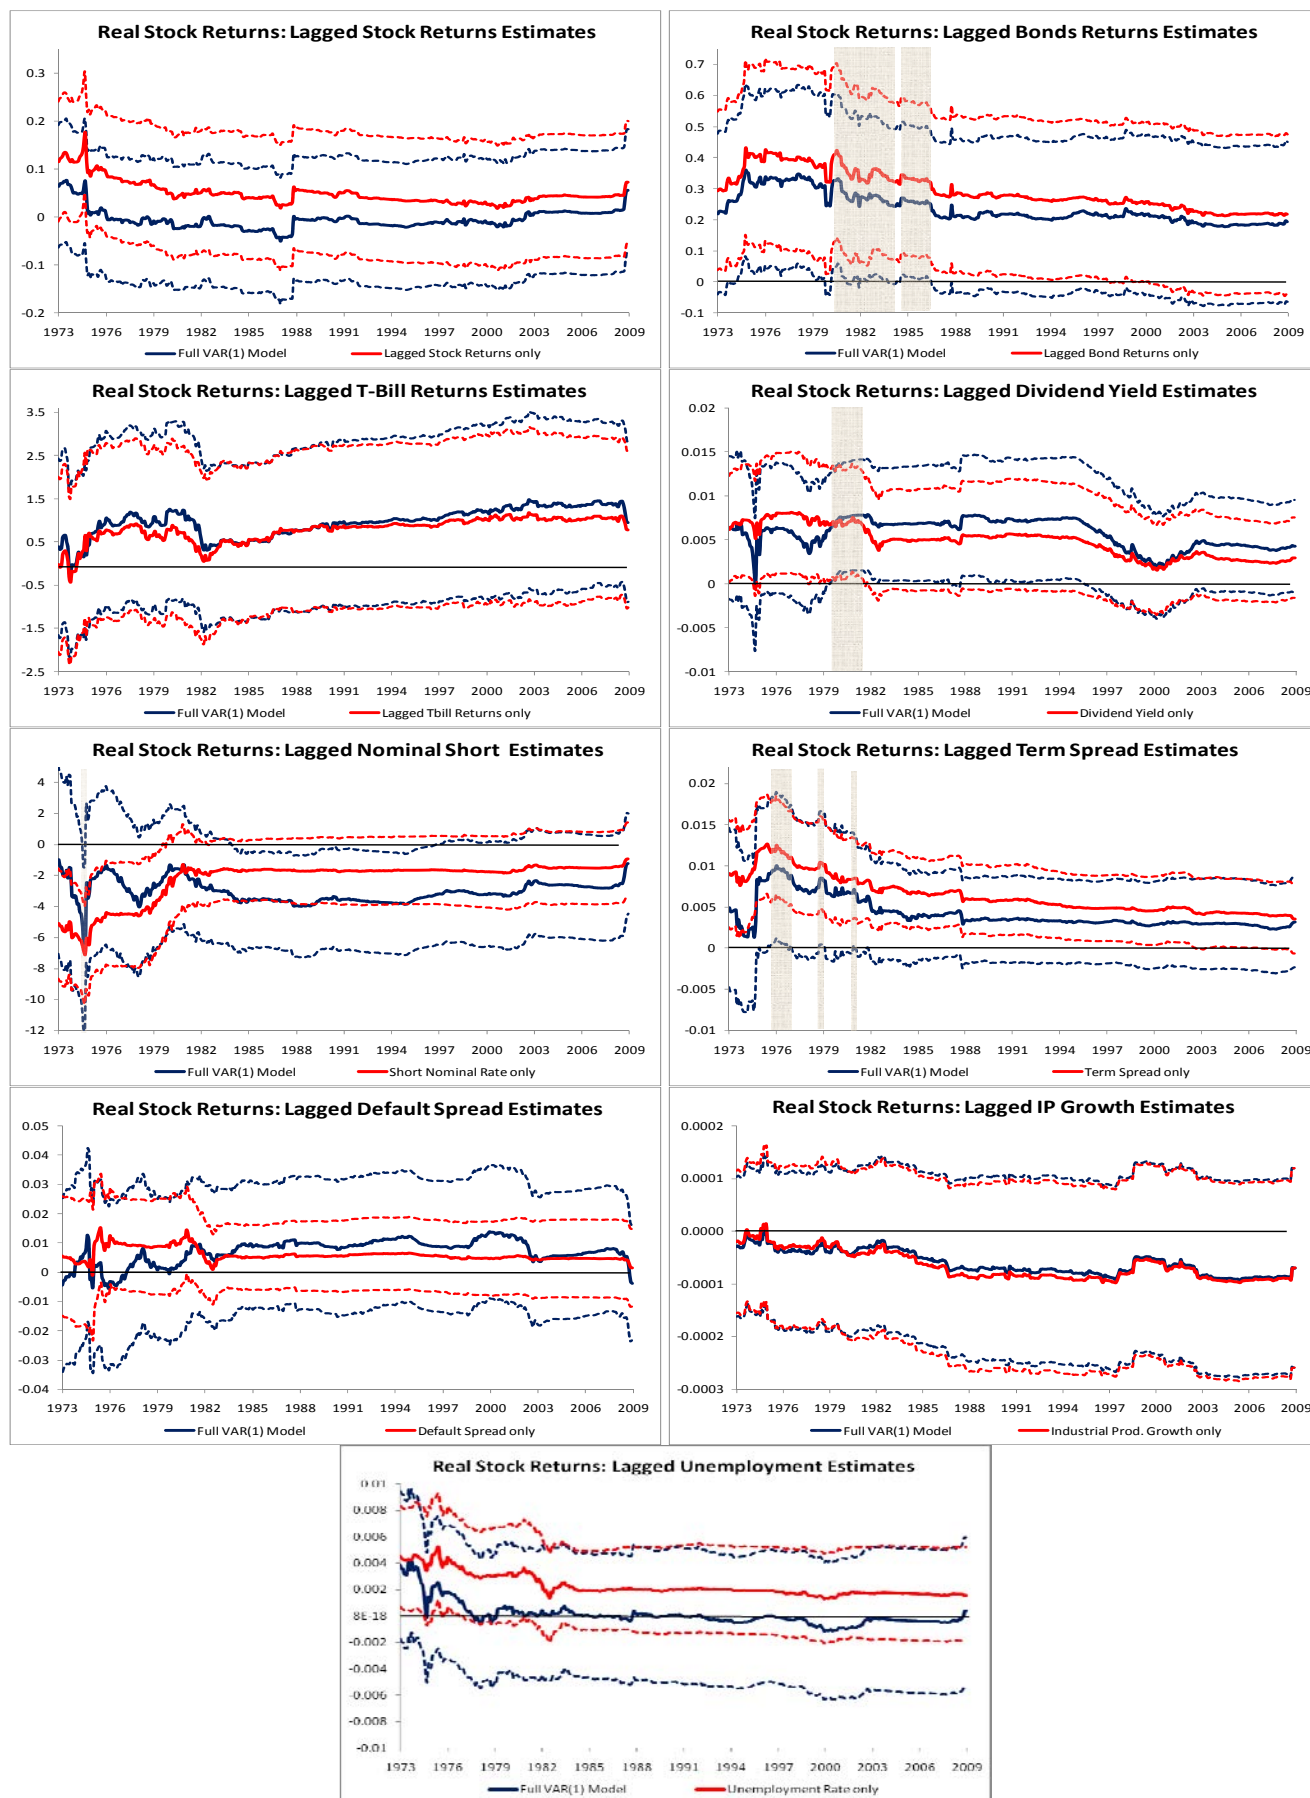 Real Stock Returns: Lagged Stock Returns Estimates
0.3
0.2
0.1
0
-0.1
-0.2
1973 1976 1979 1982 1985 1988 1991 1994 1997 2000 2003 2006 2009
Full VAR(1) Model Lagged Stock Returns only
Real Stock Returns: Lagged Bonds Returns Estimates
0.7
0.6
0.5
0.4
0.3
0.2
0.1
0
-0.1
1973 1976 1979 1982 1985 1988 1991 1994 1997 2000 2003 2006 2009
Full VAR(1) Model Lagged Bond Returns only
Real Stock Returns: Lagged T-Bill Returns Estimates
3.5
2.5
1.5
0.5
-0.5
-1.5
-2.5
1973 1976 1979 1982 1985 1988 1991 1994 1997 2000 2003 2006 2009
Full VAR(1) Model Lagged Tbill Returns only
Real Stock Returns: Lagged Dividend Yield Estimates
0.02
0.015
0.01
0.005
0
-0.005
-0.01
1973 1976 1979 1982 1985 1988 1991 1994 1997 2000 2003 2006 2009
Full VAR(1) Model Dividend Yield only
Real Stock Returns: Lagged Nominal Short Estimates
4
2
0
-2
-4
-6
-8
-10
-12
1973 1976 1979 1982 1985 1988 1991 1994 1997 2000 2003 2006 2009
Full VAR(1) Model Short Nominal Rate only
Real Stock Returns: Lagged Term Spread Estimates
0.02
0.015
0.01
0.005
0
-0.005
-0.01
1973 1976 1979 1982 1985 1988 1991 1994 1997 2000 2003 2006 2009
Full VAR(1) Model Term Spread only
Real Stock Returns: Lagged Default Spread Estimates
0.05
0.04
0.03
0.02
0.01
0
-0.01
-0.02
-0.03
-0.04
1973 1976 1979 1982 1985 1988 1991 1994 1997 2000 2003 2006 2009
Full VAR(1) Model Default Spread only
Real Stock Returns: Lagged IP Growth Estimates
0.0002
0.0001
0.0000
-0.0001
-0.0002
-0.0003
1973 1976 1979 1982 1985 1988 1991 1994 1997 2000 2003 2006 2009
Full VAR(1) Model Industrial Prod. Growth only
Real Stock Returns: Lagged Unemployment Estimates
0.01
0.008
0.006
0.004
0.002
8E-18
-0.002
-0.004
-0.006
-0.008
-0.01
1973 1976 1979 1982 1985 1988 1991 1994 1997 2000 2003 2006 2009
Full VAR(1) Model Unemployment Rate only